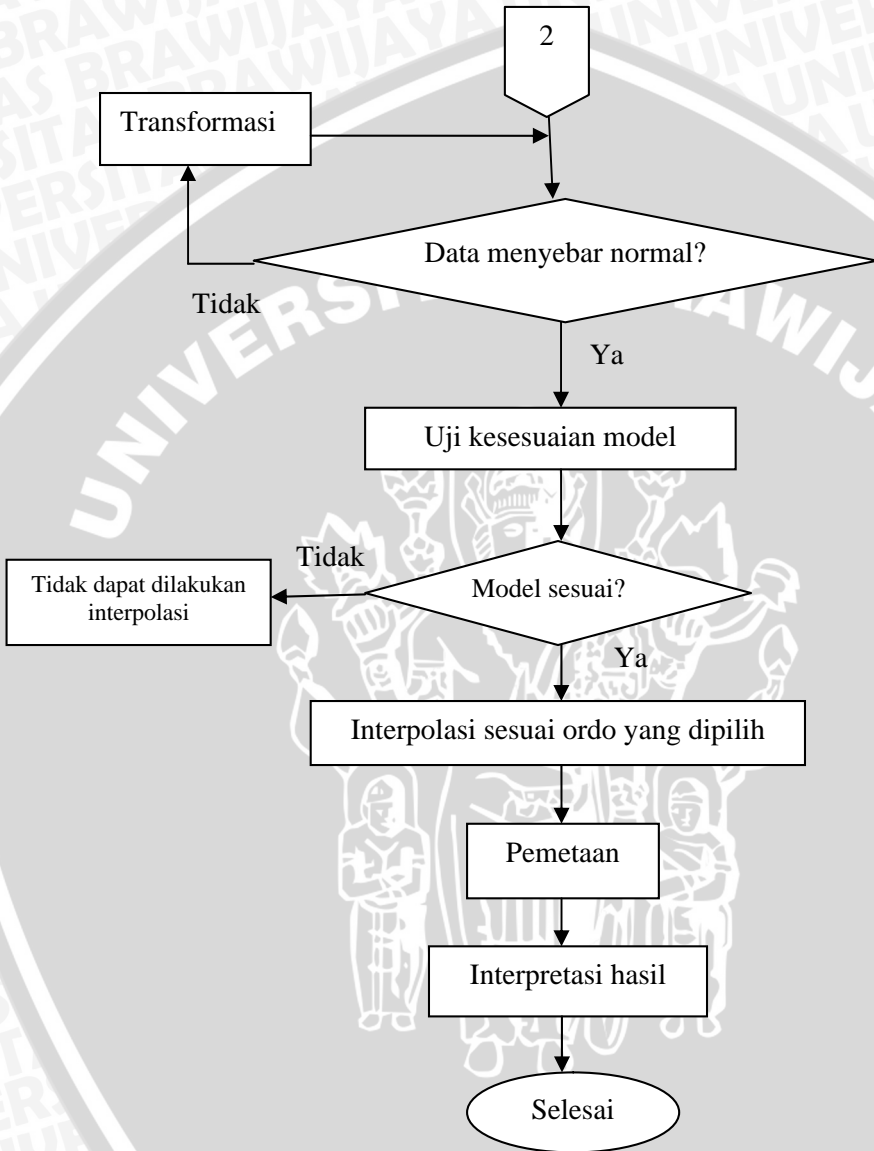 2
Transformasi
Data menyebar normal?
Tidak
Ya
Uji kesesuaian model
Tidak
Tidak dapat dilakukan
interpolasi
Model sesuai?
Ya
Interpolasi sesuai ordo yang dipilih
Pemetaan
Interpretasi hasil
Selesai